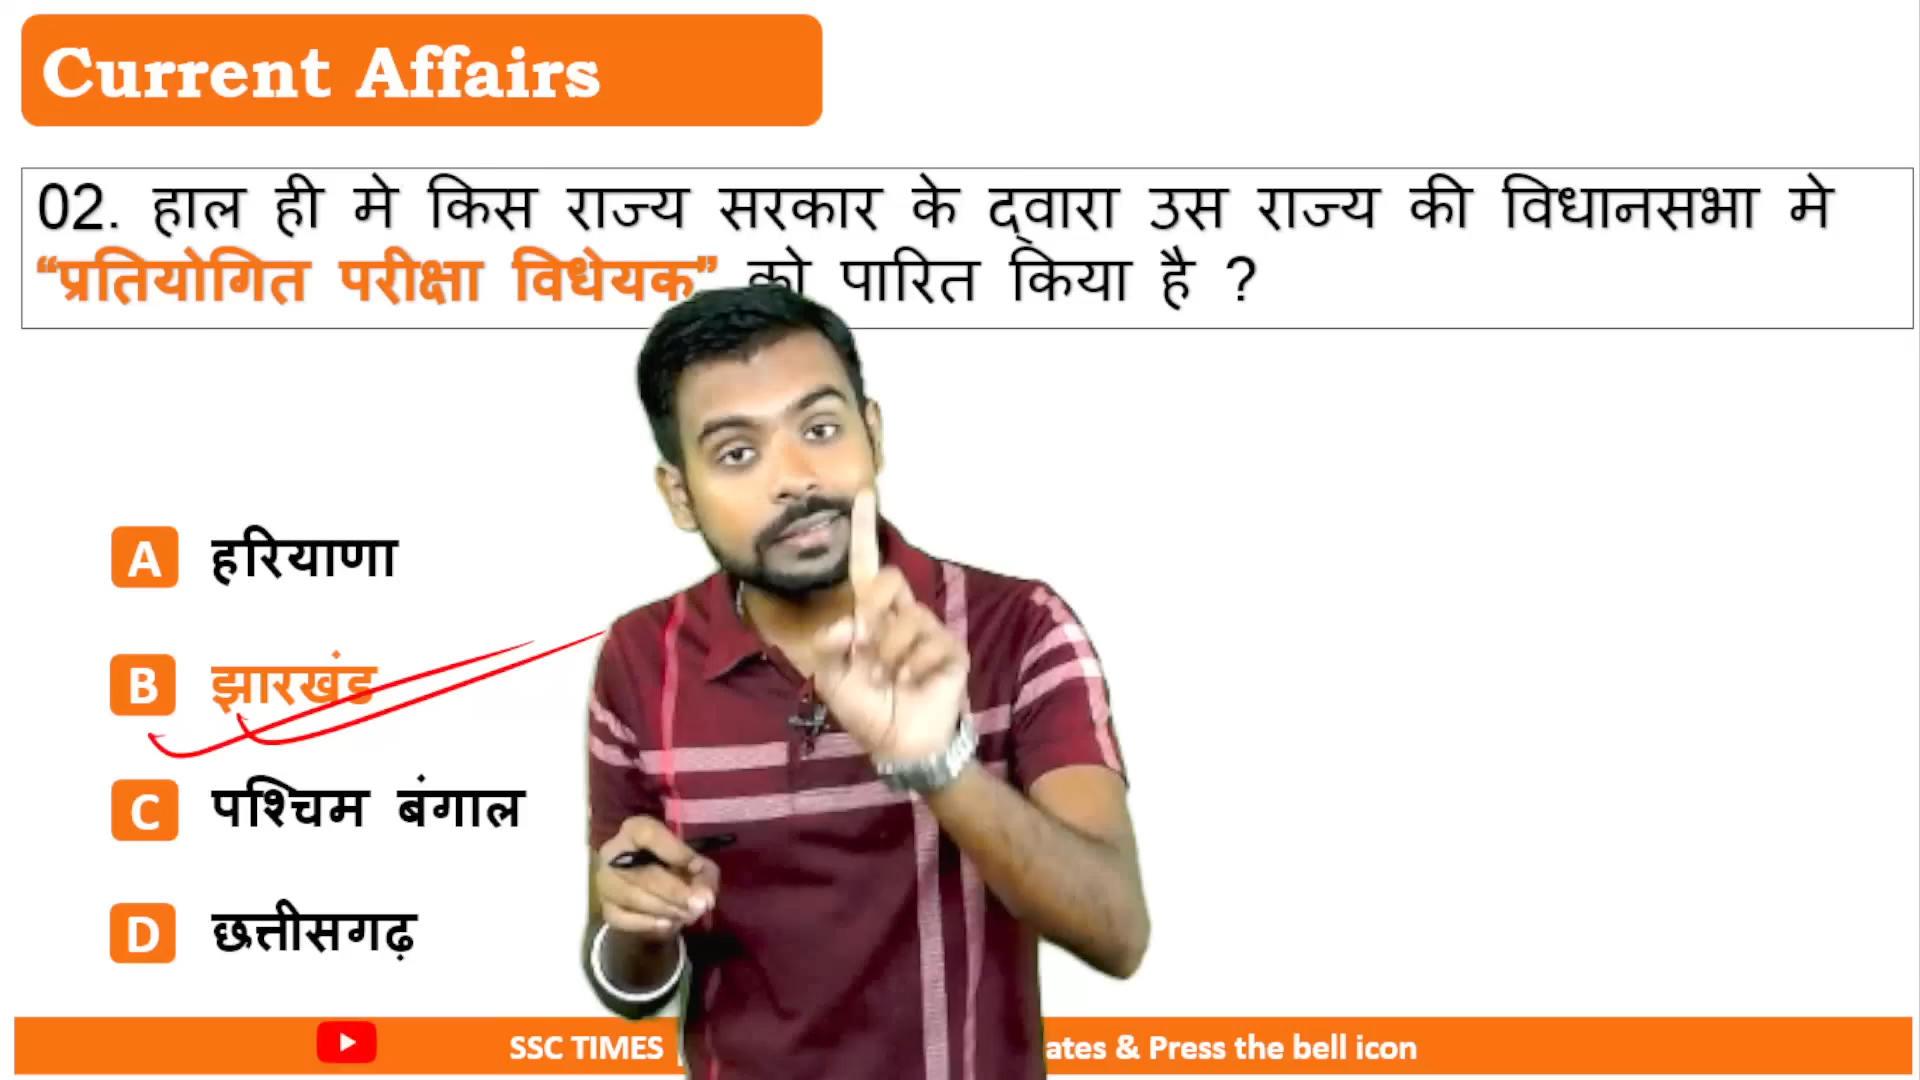 Current Affairs
02. हाल ही मे किस राज्य सरकार के द्वारा उस राज्य की विधानसभा मे
“प्रतियोगित परीक्षा विधेयक” को पारित किया है ?
A हरियाणा
B झारखंड
C पश्चिम बंगाल
D छत्तीसगढ़
SSC TIMES & Press the bell icon